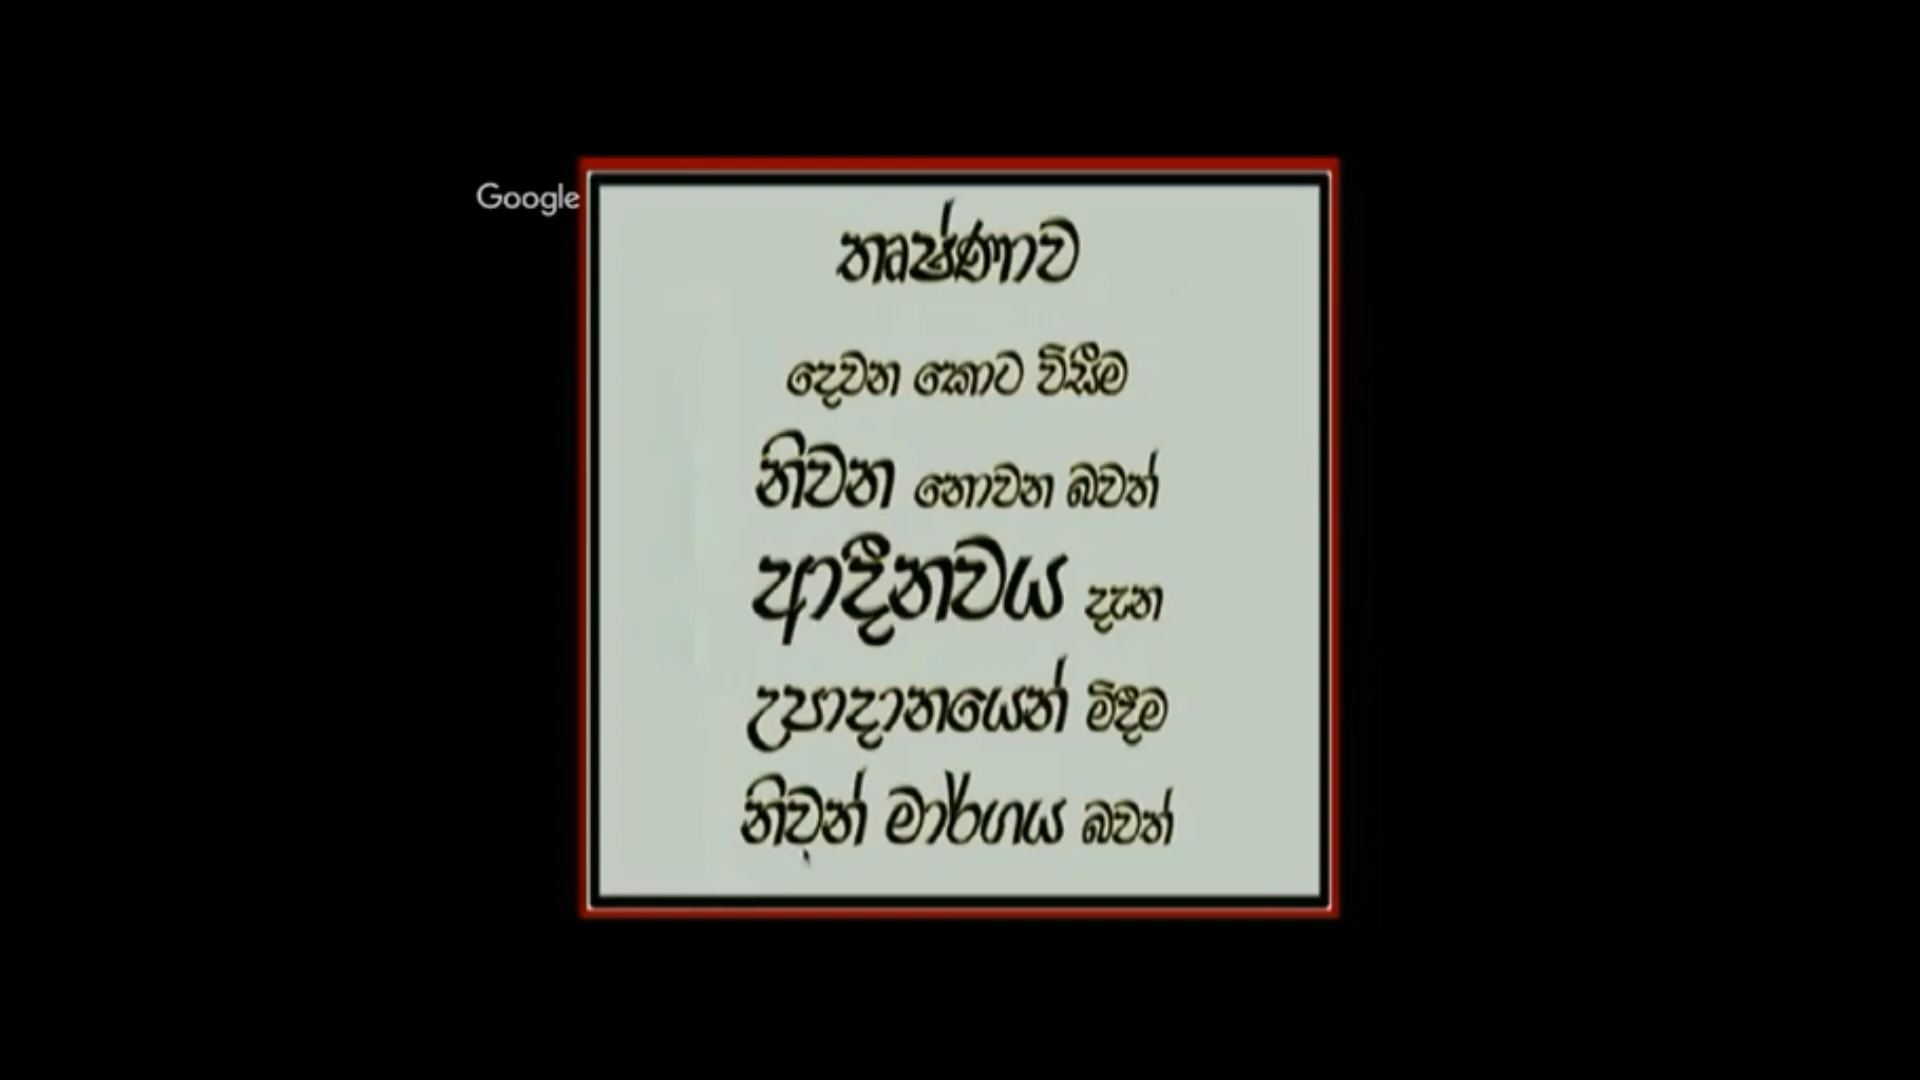 Google
තෘෂ්ණාව
දෙවන කොට විසීම
නිවන නොවන බවත්
ආදීනවය දැන
උපාදානයෙන් මිදීම
නිවන් මාර්ගය බවත්